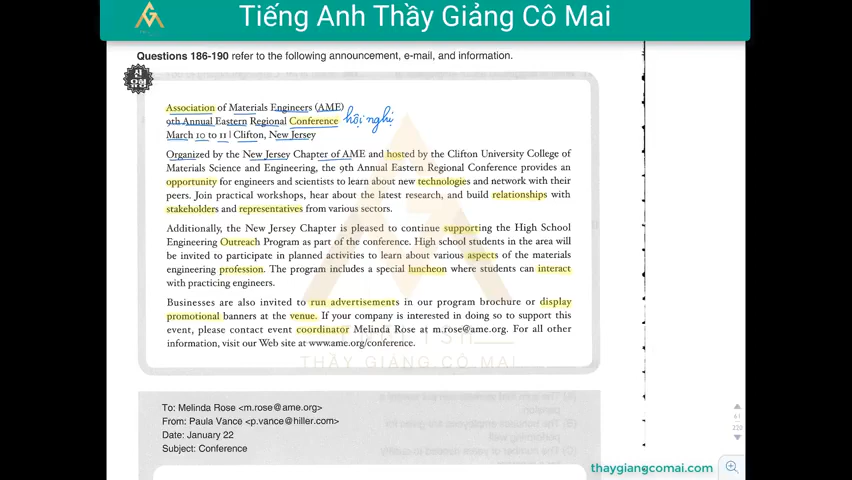 Tiếng Anh Thầy Giảng Cô Mai
Questions 186-190 refer to the following announcement, e-mail, and information.
Association of Materials Engineers (AME)
9th Annual Eastern Regional Conference hội nghị
March 10 to 11 | Clifton, New Jersey
Organized by the New Jersey Chapter of AME and hosted by the Clifton University College of
Materials Science and Engineering, the 9th Annual Eastern Regional Conference provides an
opportunity for engineers and scientists to learn about new technologies and network with their
peers. Join practical workshops, hear about the latest research, and build relationships with
stakeholders and representatives from various sectors.
Additionally, the New Jersey Chapter is pleased to continue supporting the High School
Engineering Outreach Program as part of the conference. High school students in the area will
be invited to participate in planned activities to learn about various aspects of the materials
engineering profession. The program includes a special luncheon where students can interact
with practicing engineers.
Businesses are also invited to run advertisements in our program brochure or display
promotional banners at the venue. If your company is interested in doing so to support this
event, please contact event coordinator Melinda Rose at m.rose@ame.org. For all other
information, visit our Web site at www.ame.org/conference.
THẦY GIẢNG CÔ MAI
To: Melinda Rose <m.rose@ame.org>
From: Paula Vance <p.vance@hiller.com>
Date: January 22
Subject: Conference
61
220
thaygiangcomai.com